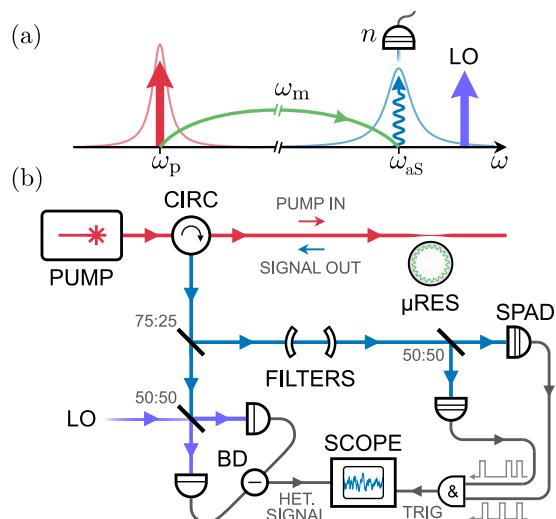 (a)
n
LO
ω_m
ω_p
ω_aS
ω
(b)
CIRC
PUMP IN
SIGNAL OUT
PUMP
μRES
SPAD
75:25
50:50
FILTERS
50:50
LO
BD
SCOPE
&
HET.
SIGNAL
TRIG